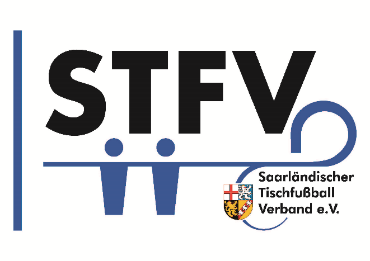 STFV
Saarländischer
Tischfußball
Verband e.V.